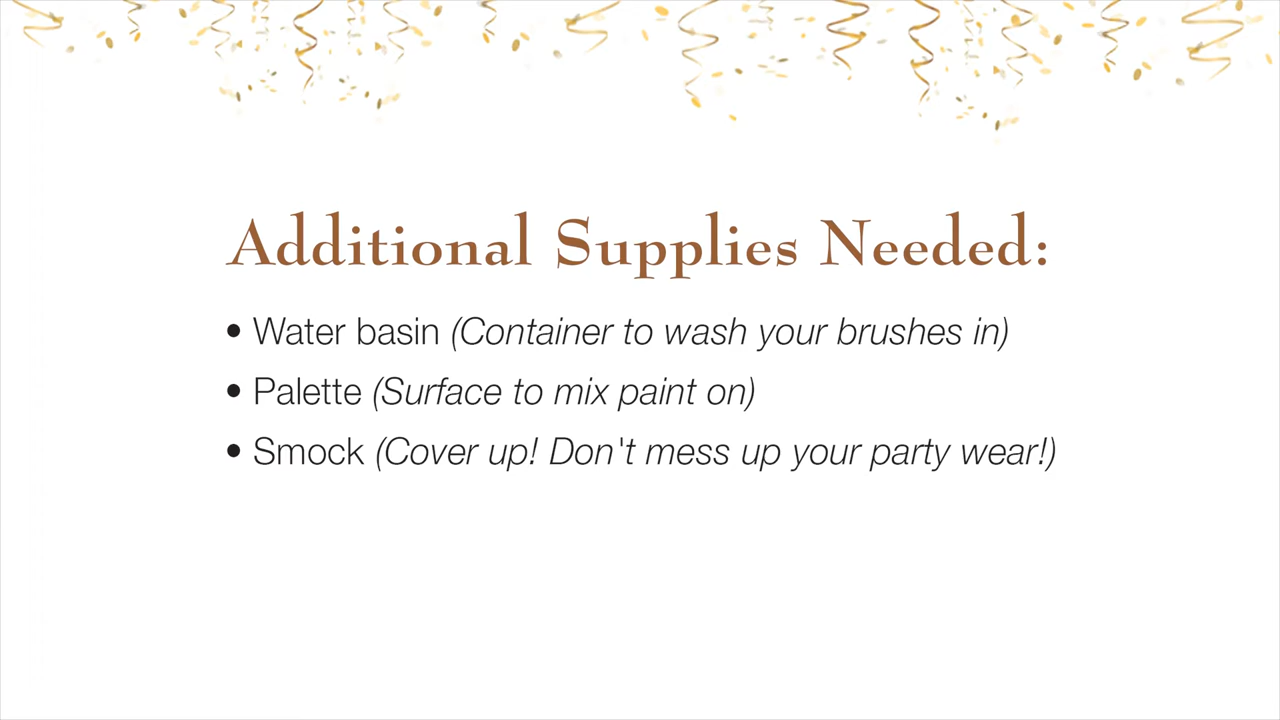 Additional Supplies Needed:
• Water basin (Container to wash your brushes in)
• Palette (Surface to mix paint on)
• Smock (Cover up! Don't mess up your party wear!)